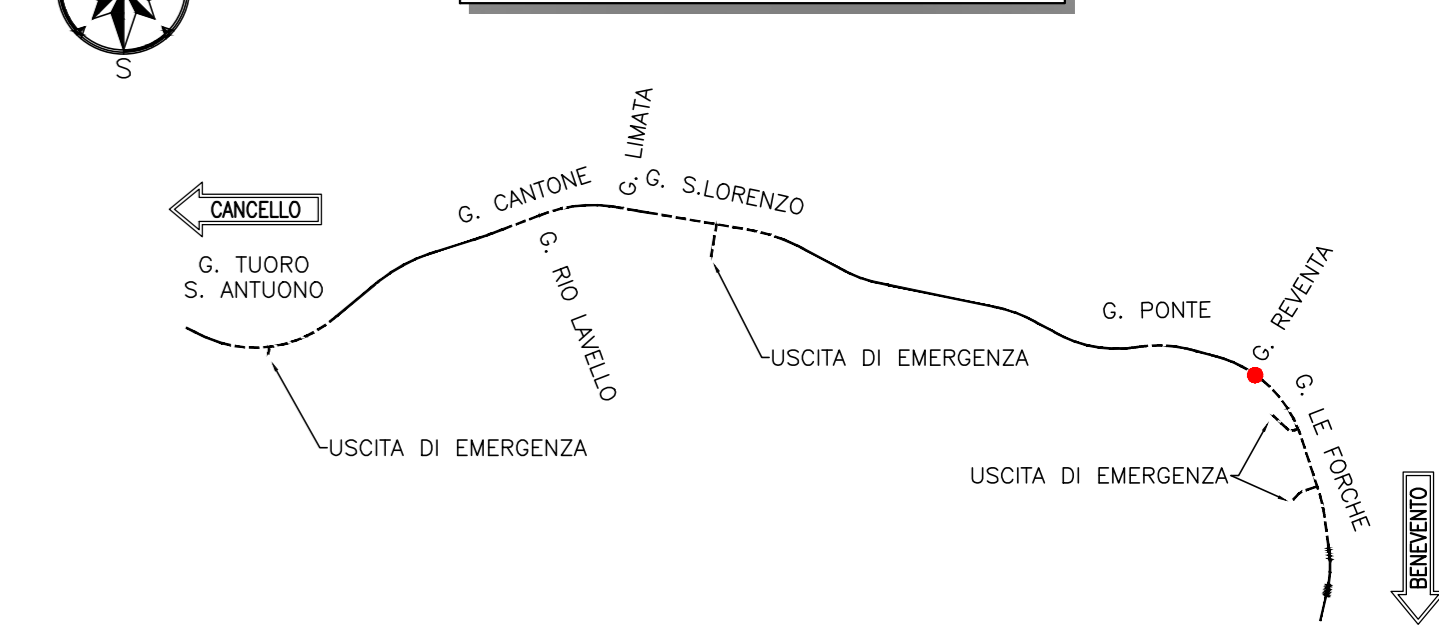 S
G. LIMATA
G. CANTONE
G. S.LORENZO
CANCELLO
G. TUORO
S. ANTUONO
G. RIO LAVELLO
G. REVENTA
G. PONTE
USCITA DI EMERGENZA
USCITA DI EMERGENZA
G. LE FORCHE
USCITA DI EMERGENZA
BENEVENTO